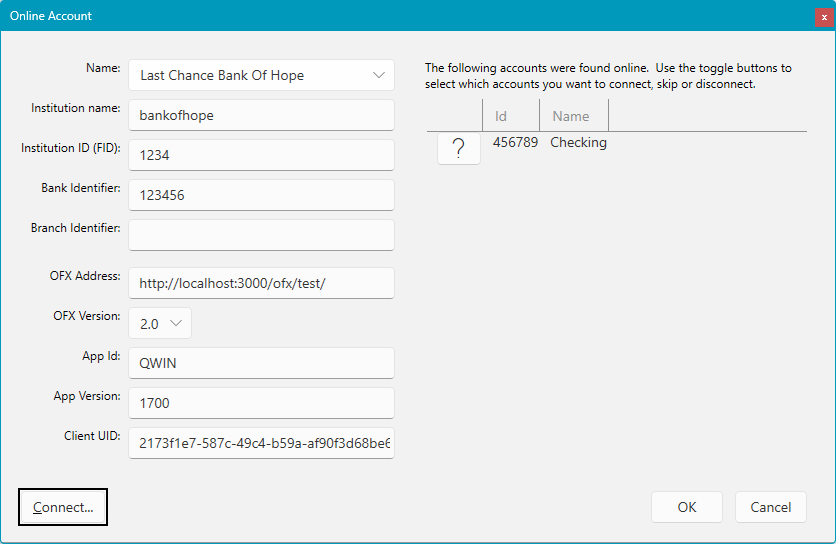 Online Account
x
Name: Last Chance Bank Of Hope
Institution name: bankofhope
Institution ID (FID): 1234
Bank Identifier: 123456
Branch Identifier:
OFX Address: http://localhost:3000/ofx/test/
OFX Version: 2.0
App Id: QWIN
App Version: 1700
Client UID: 2173f1e7-587c-49c4-b59a-af90f3d68be6
Connect...
The following accounts were found online.  Use the toggle buttons to
select which accounts you want to connect, skip or disconnect.
Id Name
? 456789 Checking
OK Cancel